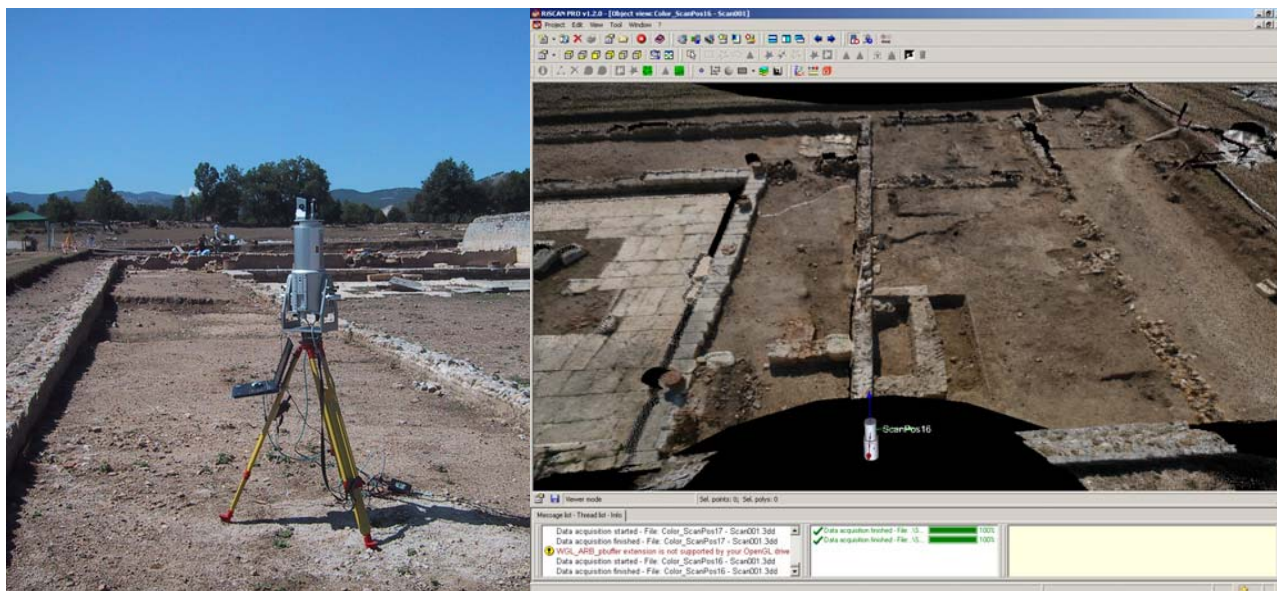 RiSCAN PRO v1.2.0 - [Object view: Color_ScanPos16 - Scan001]
Project Edit View Tool Window ?
ScanPos16
Viewer mode
Sel. points: 0; Sel. polys: 0
Message list - Thread list - Info
Data acquisition started - File: Color_ScanPos17 - Scan001.3dd
Data acquisition finished - File: Color_ScanPos17 - Scan001.3dd
WGL_ARB_pbuffer extension is not supported by your OpenGL drive
Data acquisition started - File: Color_ScanPos16 - Scan001.3dd
Data acquisition finished - File: Color_ScanPos16 - Scan001.3dd
Data acquisition finished - File: .\S... 100%
Data acquisition finished - File: .\S... 100%